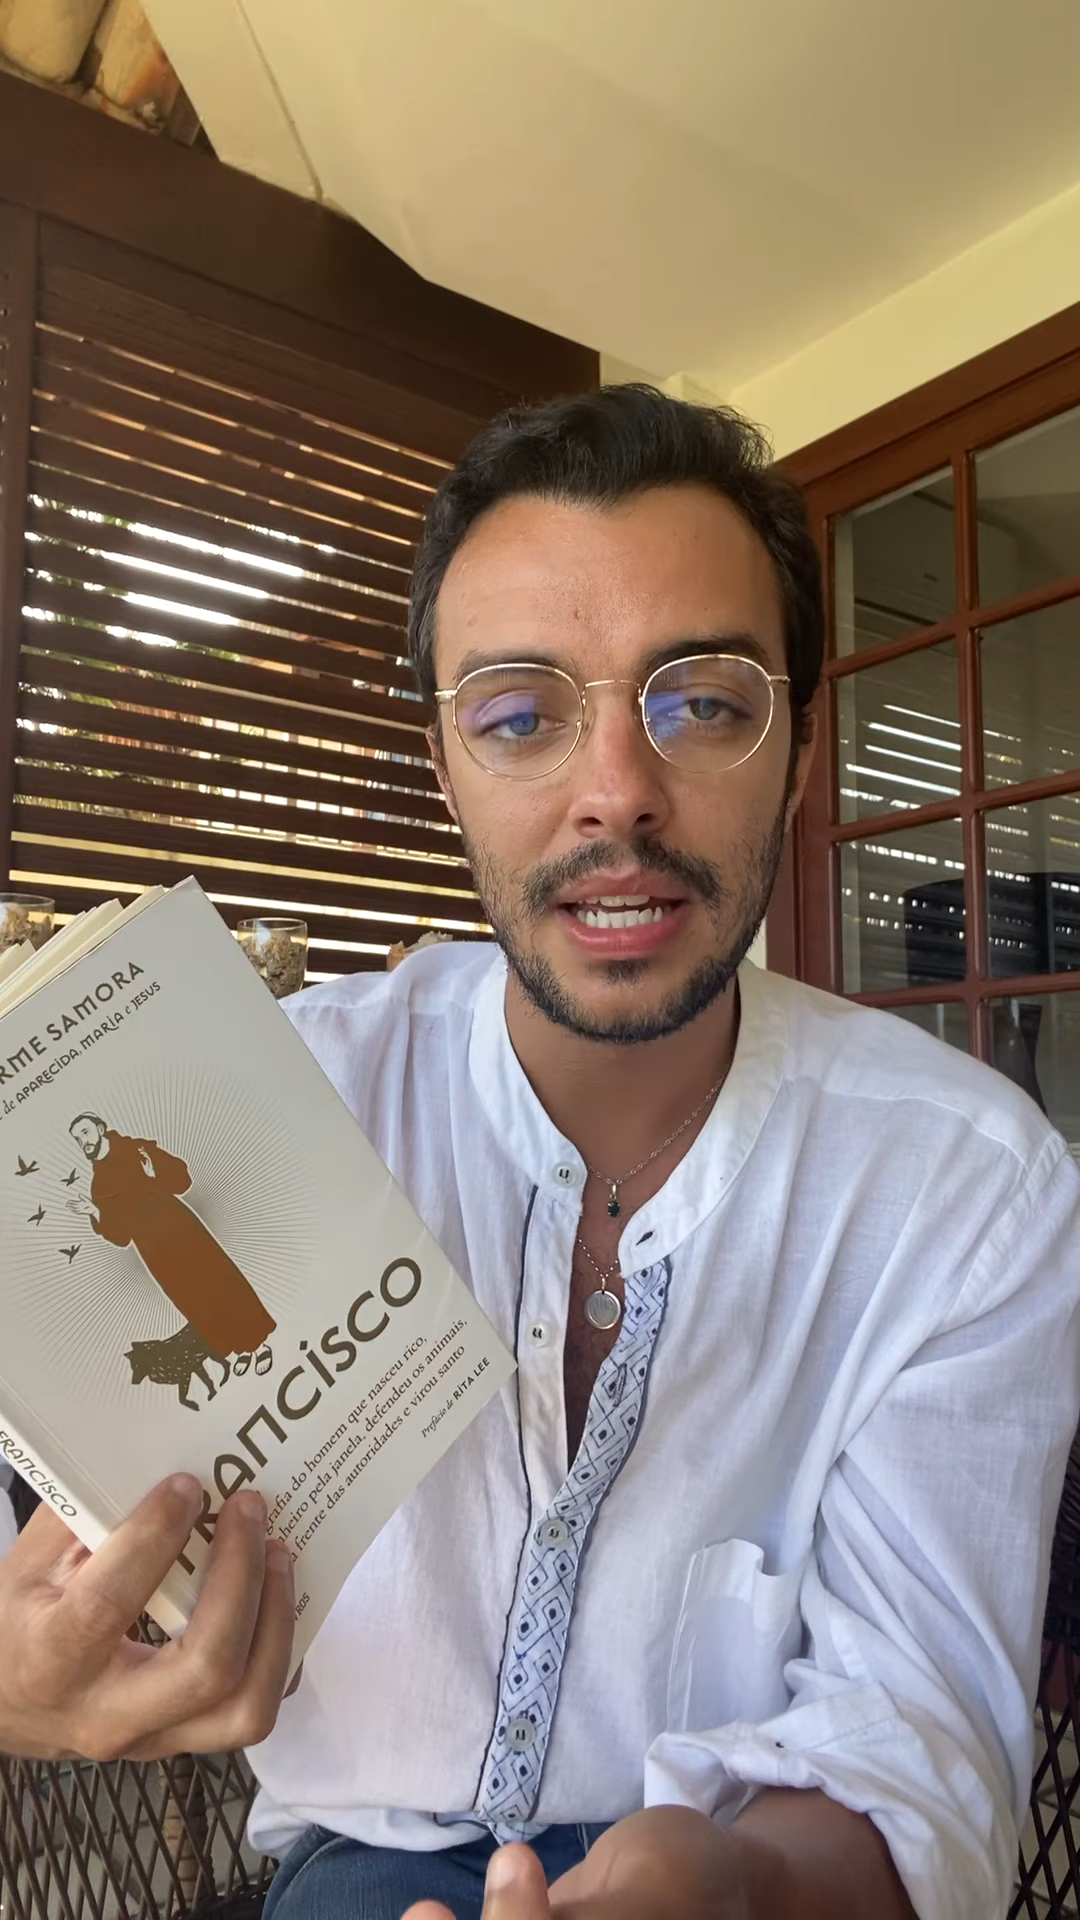 RME SAMORA
de APARECIDA, MARIA e JESUS
FRANCISCO
grafia do homem que nasceu rico,
nheiro pela janela, defendeu os animais,
a frente das autoridades e virou santo
Prefácio de RITA LEE
FRANCISCO